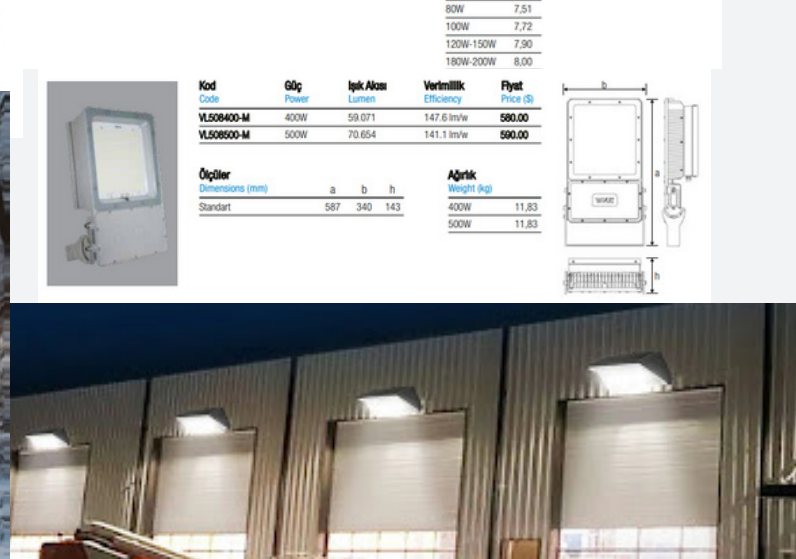 80W 7,51
100W 7,72
120W-150W 7,90
180W-200W 8,00
Kod Güç Işık Akısı Verimlilik Fiyat
Code Power Lumen Efficiency Price ($)
VL508400-M 400W 59.071 147.6 lm/w 580.00
VL508500-M 500W 70.654 141.1 lm/w 590.00
Ölçüler
Dimensions (mm) a b h
Standart 587 340 143
Ağırlık
Weight (kg)
400W 11,83
500W 11,83
b
a
h